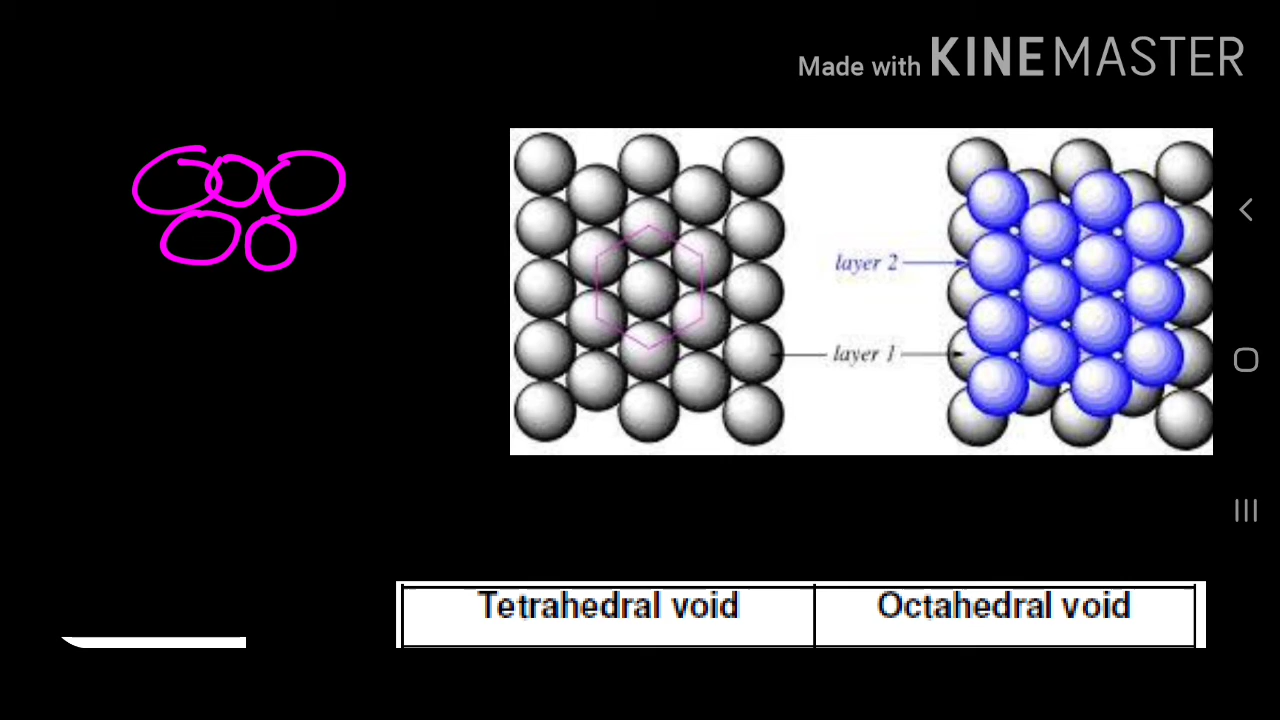 Made with KINEMASTER
layer 2
layer 1
Tetrahedral void
Octahedral void